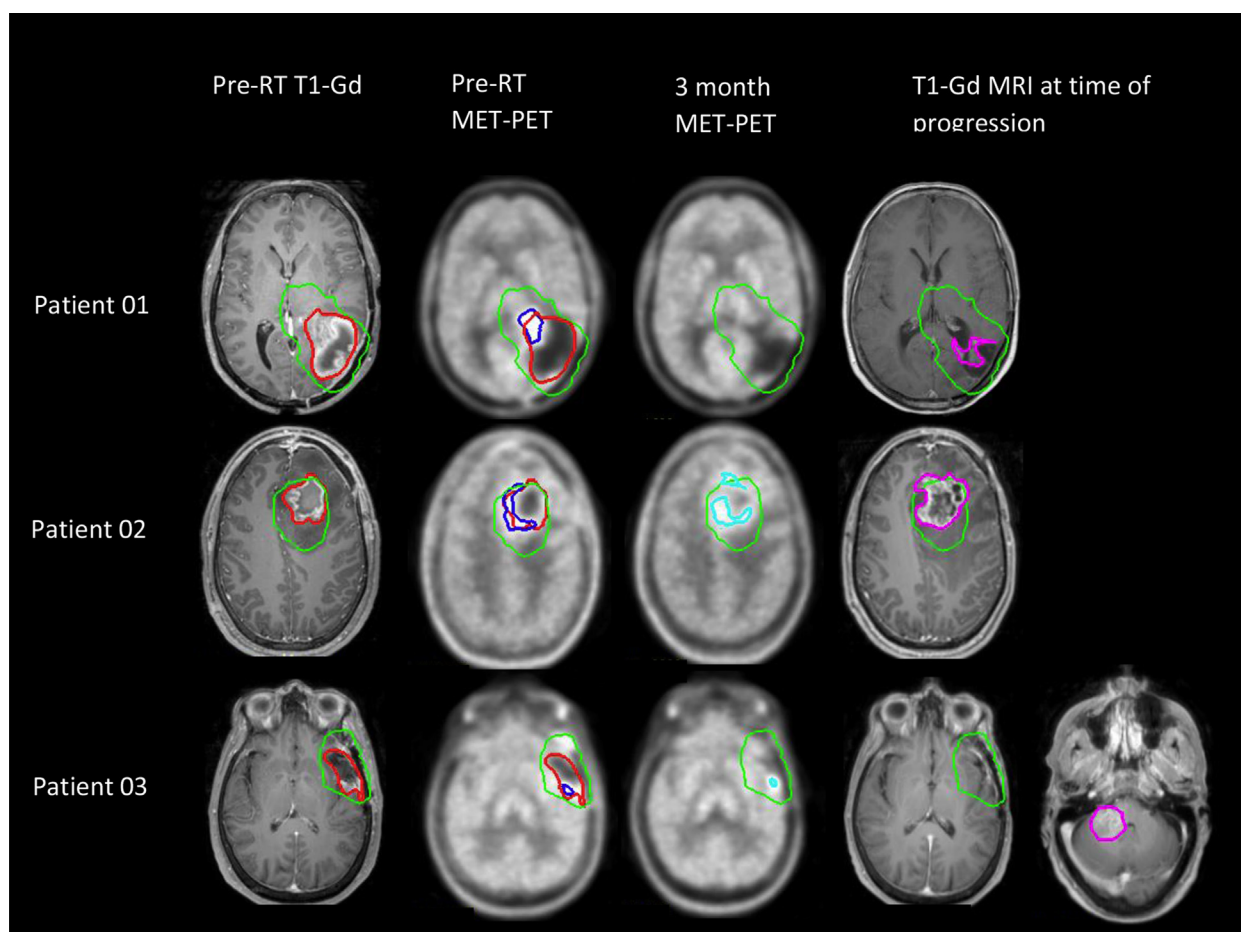 Pre-RT T1-Gd
Pre-RT
MET-PET
3 month
MET-PET
T1-Gd MRI at time of
progression
Patient 01
Patient 02
Patient 03